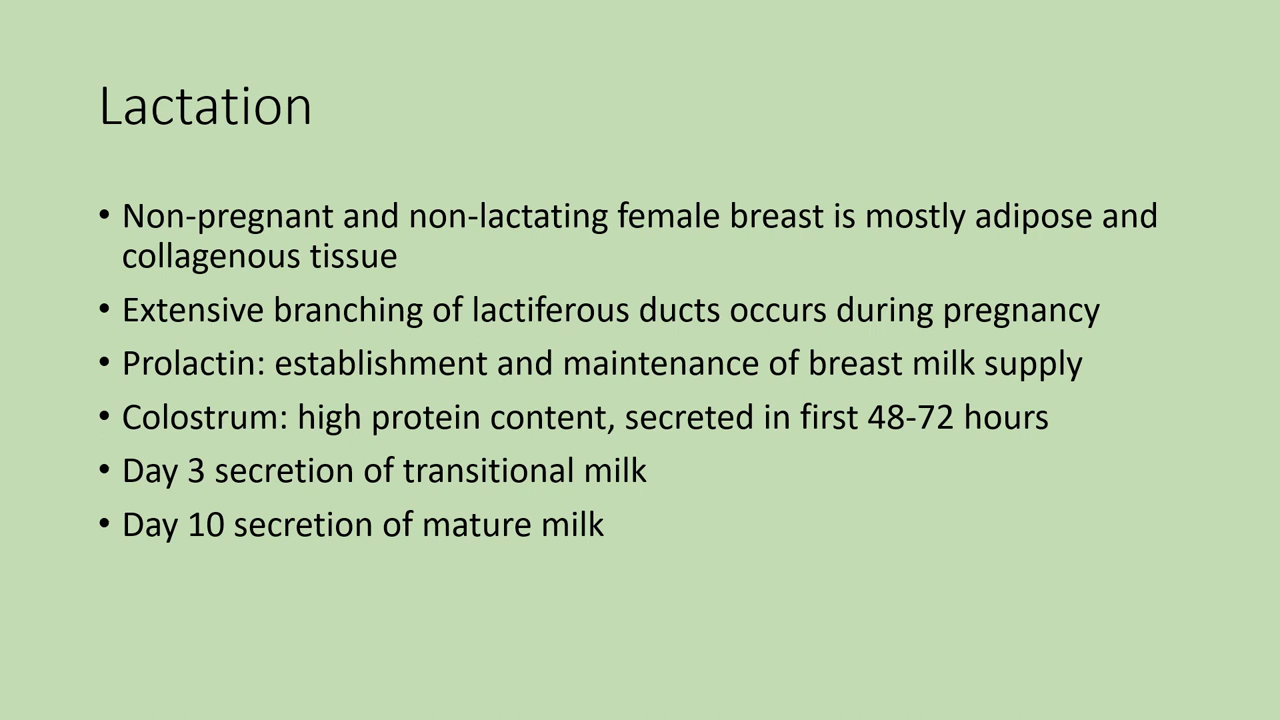 Lactation
• Non-pregnant and non-lactating female breast is mostly adipose and
collagenous tissue
• Extensive branching of lactiferous ducts occurs during pregnancy
• Prolactin: establishment and maintenance of breast milk supply
• Colostrum: high protein content, secreted in first 48-72 hours
• Day 3 secretion of transitional milk
• Day 10 secretion of mature milk